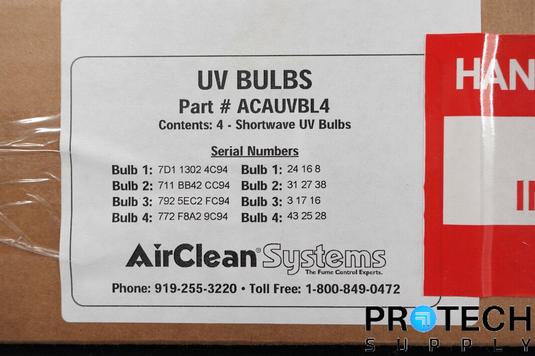 UV BULBS
Part # ACAUVBL4
Contents: 4 - Shortwave UV Bulbs
Serial Numbers
Bulb 1: 7D1 1302 4C94 Bulb 1: 24 16 8
Bulb 2: 711 BB42 CC94 Bulb 2: 31 27 38
Bulb 3: 792 5EC2 FC94 Bulb 3: 3 17 16
Bulb 4: 772 F8A2 9C94 Bulb 4: 43 25 28
AirClean® Systems
The Fume Control Experts.
Phone: 919-255-3220 • Toll Free: 1-800-849-0472
HAN
IN
PROTECH
SUPPLY